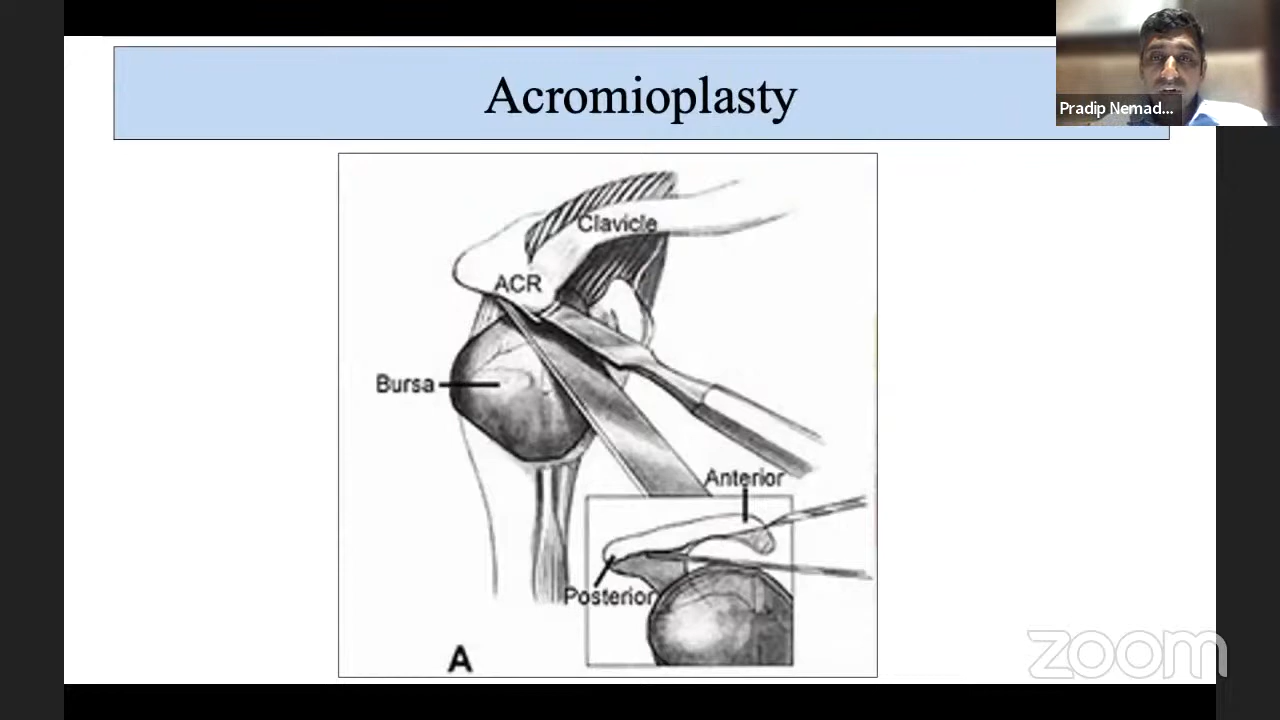 Acromioplasty
Pradip Nemad...
Clavicle
ACR
Bursa
Anterior
Posterior
A
zoom